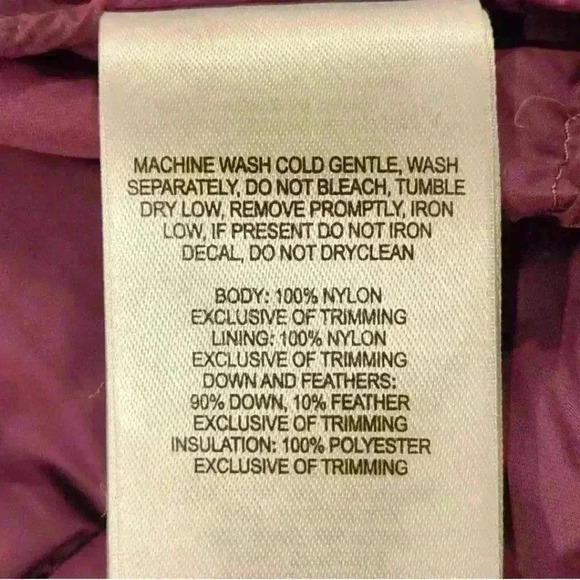 MACHINE WASH COLD GENTLE, WASH
SEPARATELY, DO NOT BLEACH, TUMBLE
DRY LOW, REMOVE PROMPTLY, IRON
LOW, IF PRESENT DO NOT IRON
DECAL, DO NOT DRYCLEAN
BODY: 100% NYLON
EXCLUSIVE OF TRIMMING
LINING: 100% NYLON
EXCLUSIVE OF TRIMMING
DOWN AND FEATHERS:
90% DOWN, 10% FEATHER
EXCLUSIVE OF TRIMMING
INSULATION: 100% POLYESTER
EXCLUSIVE OF TRIMMING